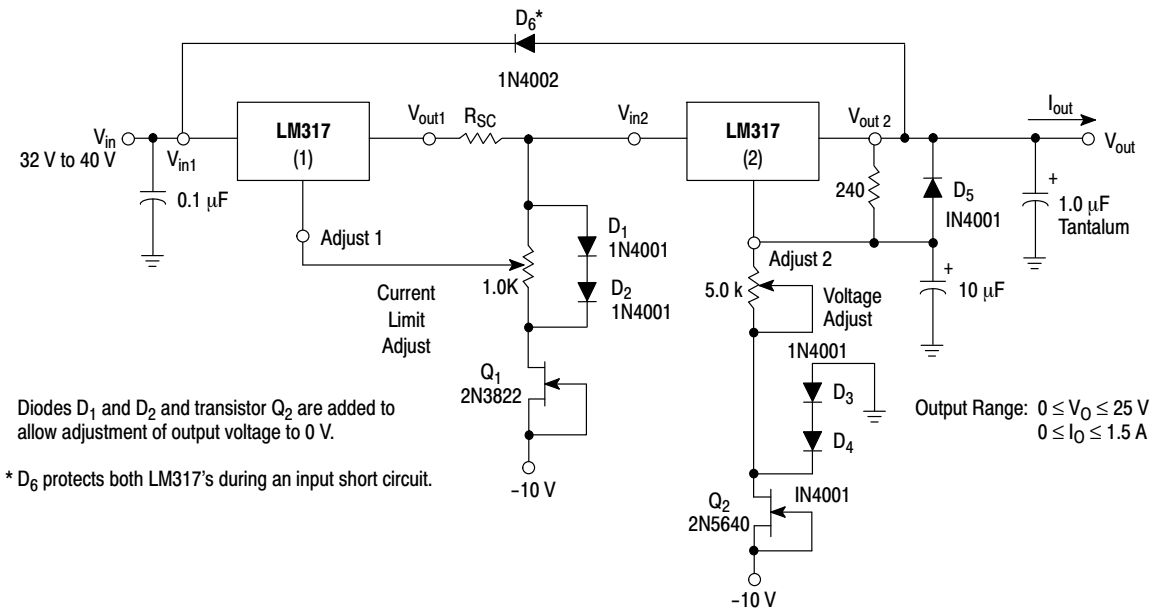 D6*
1N4002
Vin
32 V to 40 V
Vin1
0.1 μF
LM317
(1)
Vout1
RSC
Vin2
LM317
(2)
Vout 2
Iout
Vout
240
D5
IN4001
+
1.0 μF
Tantalum
Adjust 1
Current
Limit
Adjust
1.0K
D1
1N4001
D2
1N4001
Adjust 2
5.0 k
Voltage
Adjust
+
10 μF
Q1
2N3822
–10 V
1N4001
D3
D4
IN4001
Q2
2N5640
–10 V
Output Range: 0 ≤ VO ≤ 25 V
0 ≤ IO ≤ 1.5 A
Diodes D1 and D2 and transistor Q2 are added to
allow adjustment of output voltage to 0 V.
* D6 protects both LM317's during an input short circuit.